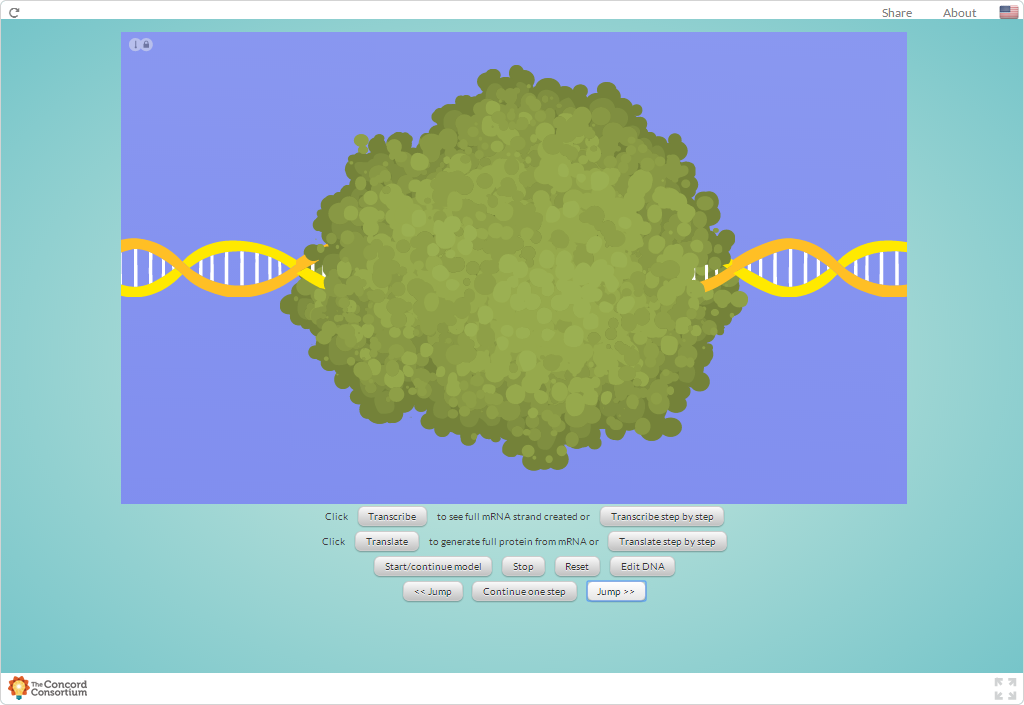 Share About
Click Transcribe to see full mRNA strand created or Transcribe step by step
Click Translate to generate full protein from mRNA or Translate step by step
Start/continue model Stop Reset Edit DNA
<< Jump Continue one step Jump >>
The Concord
Consortium